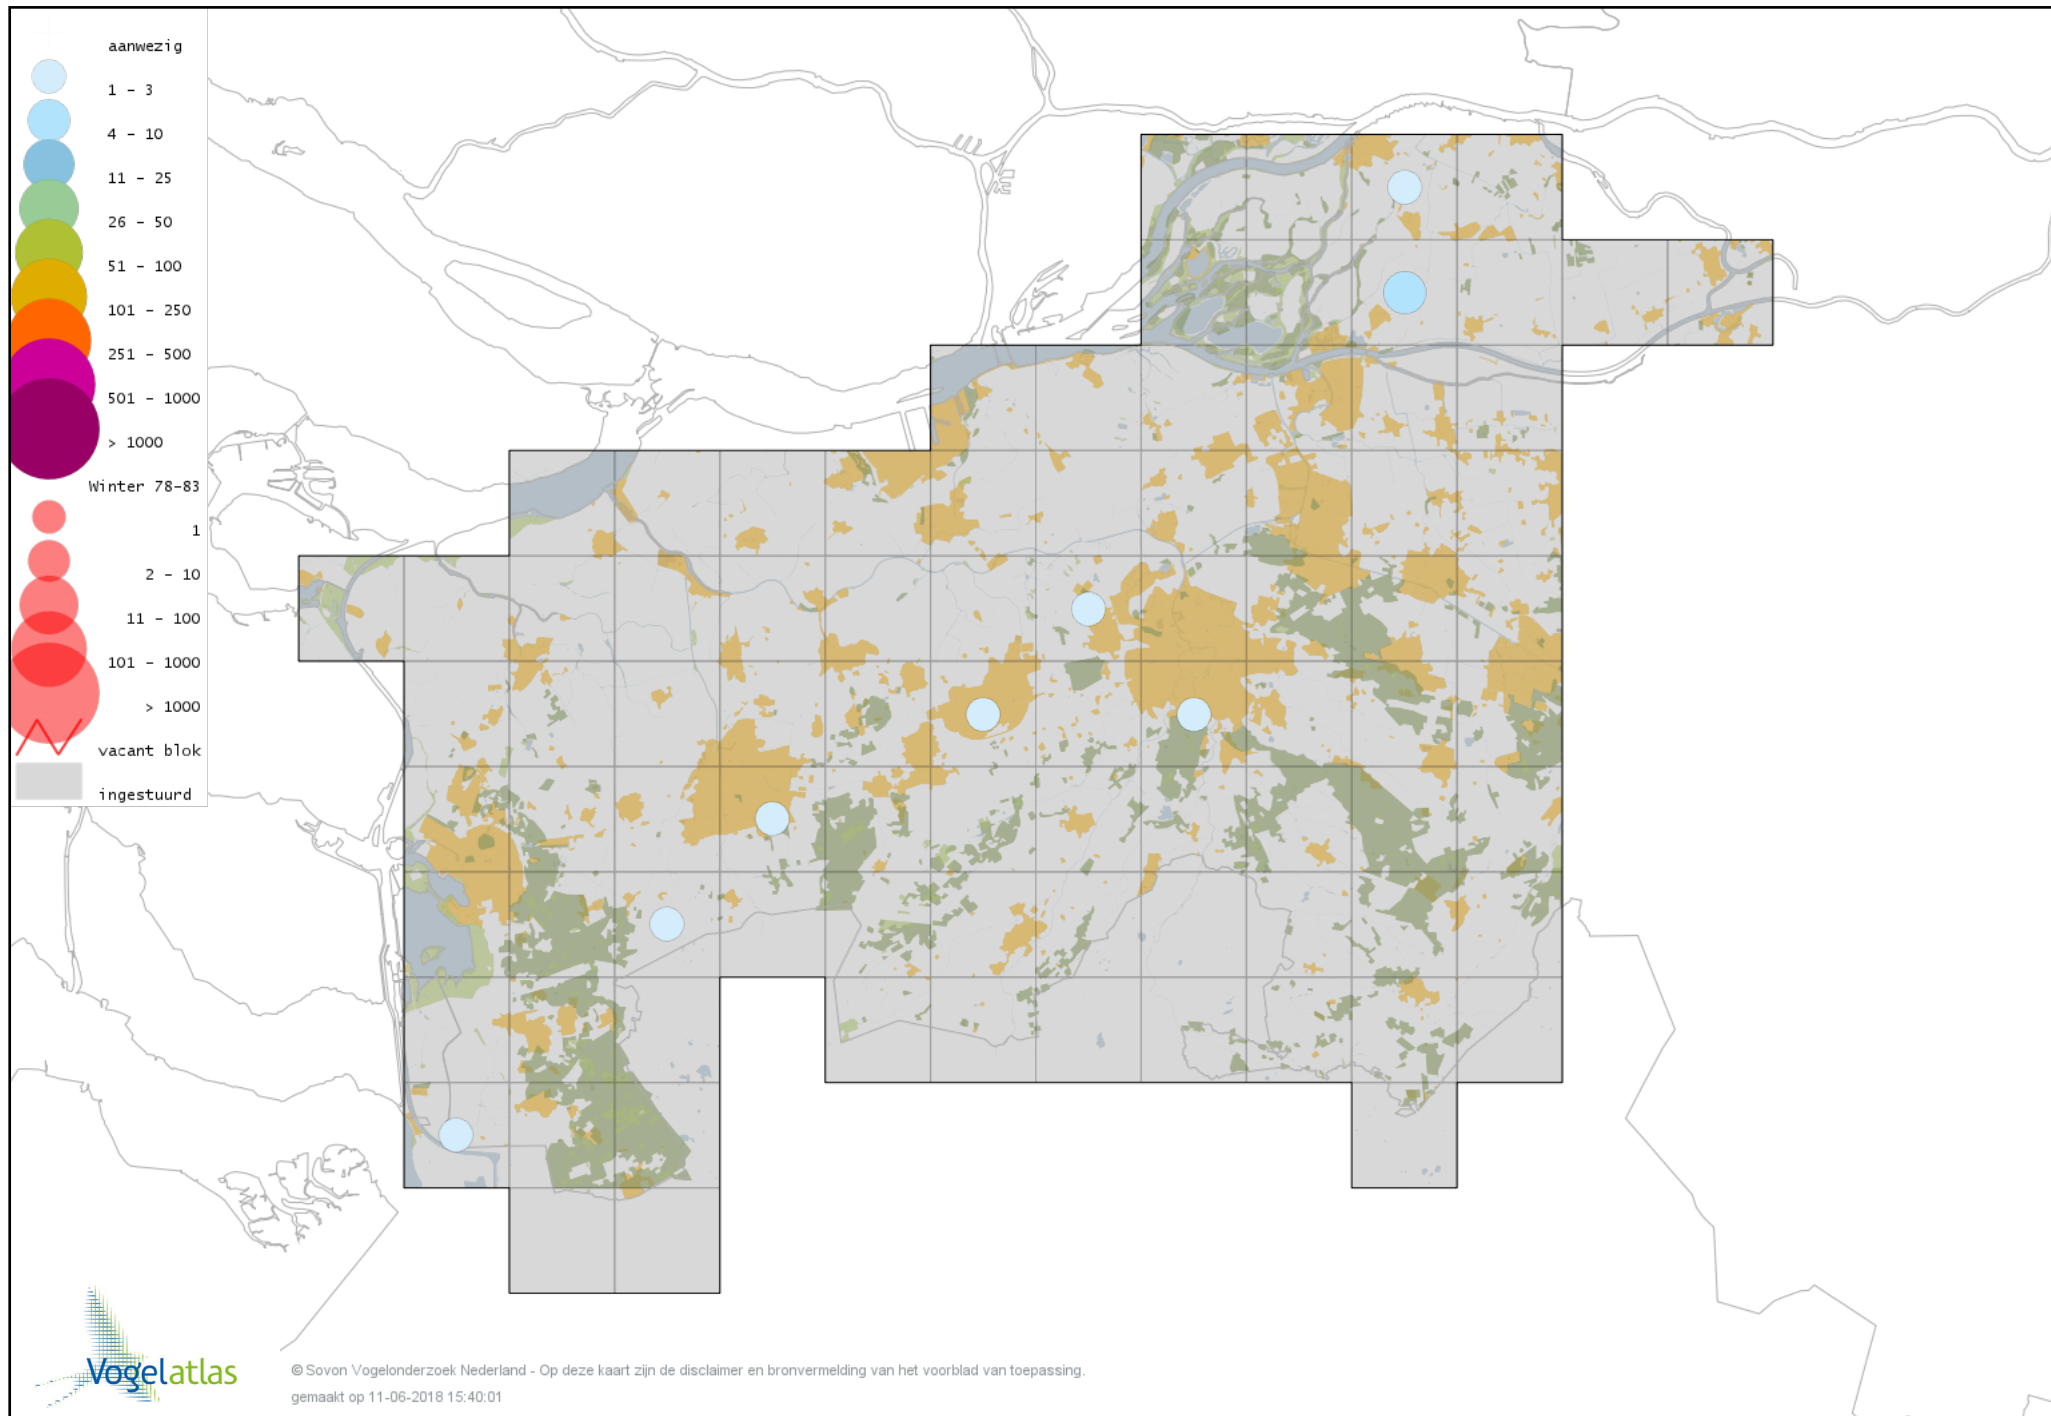 aanwezig
1 - 3
4 - 10
11 - 25
26 - 50
51 - 100
101 - 250
251 - 500
501 - 1000
> 1000
Winter 78-83
1
2 - 10
11 - 100
101 - 1000
> 1000
vacant blok
ingestuurd
Vogelatlas
© Sovon Vogelonderzoek Nederland - Op deze kaart zijn de disclaimer en bronvermelding van het voorblad van toepassing.
gemaakt op 11-06-2018 15:40:01